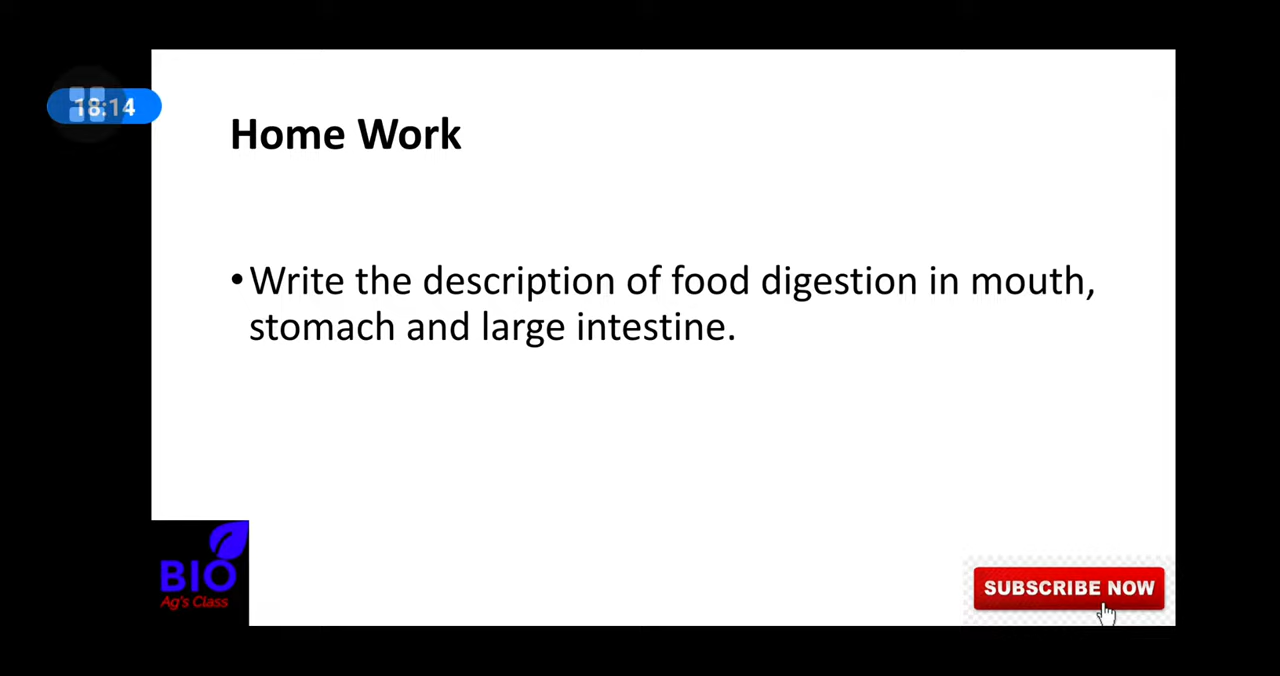 18:14
Home Work
•Write the description of food digestion in mouth,
stomach and large intestine.
BIO
Ag's Class
SUBSCRIBE NOW